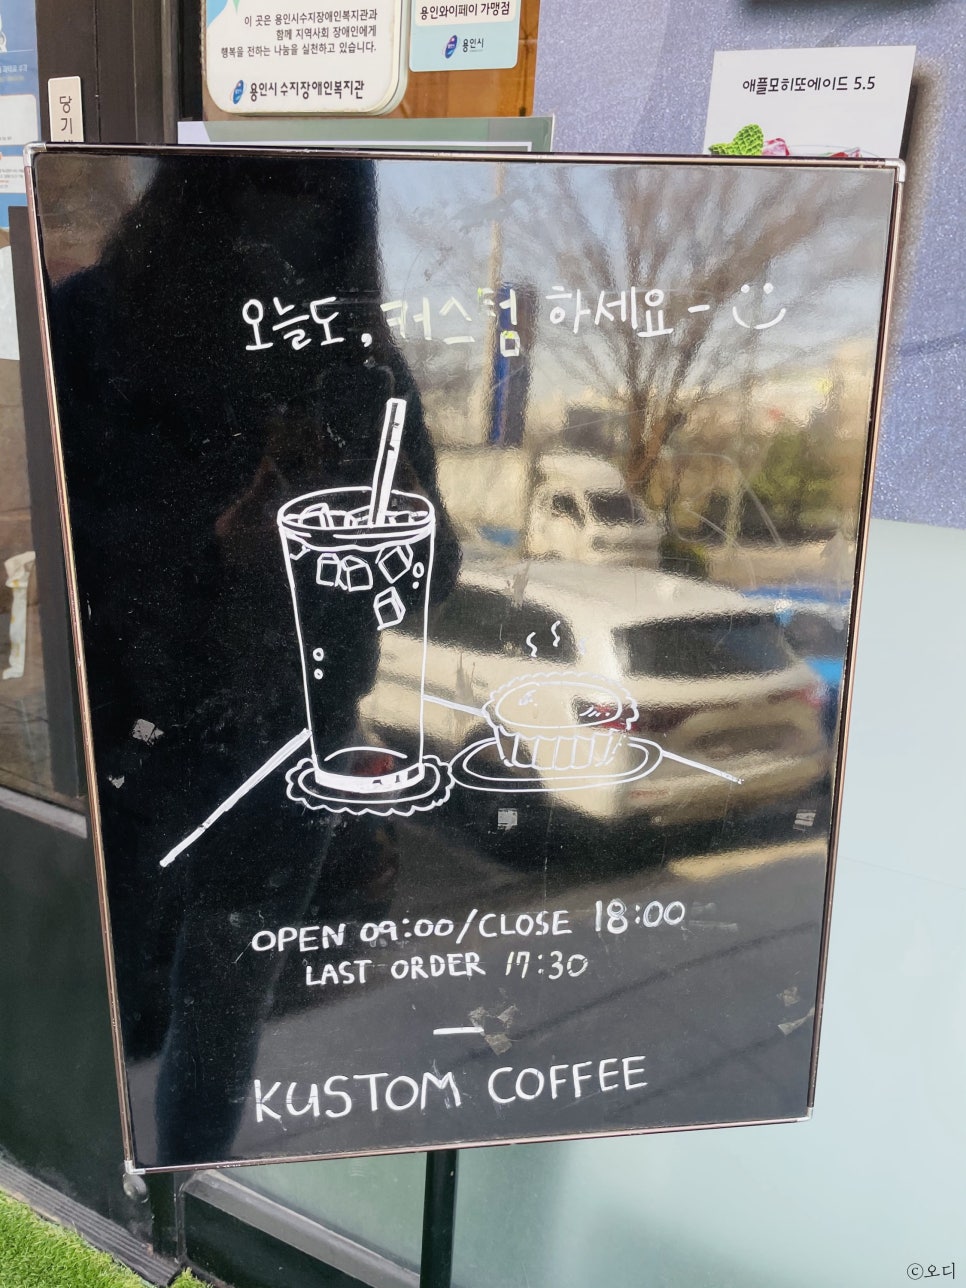 이 곳은 용인시수지장애인복지관과
함께 지역사회 장애인에게
행복을 전하는 나눔을 실천하고 있습니다.
용인시수지장애인복지관
용인와이페이 가맹점
용인시
애플모히또에이드 5.5
당기
오늘도, 커스텀 하세요-
OPEN 09:00/CLOSE 18:00
LAST ORDER 17:30
KUSTOM COFFEE
ⓒ오디